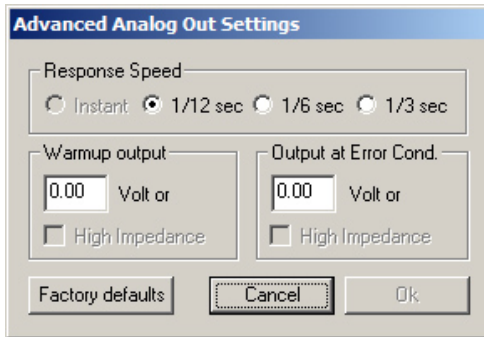 Advanced Analog Out Settings
Response Speed
Instant 1/12 sec 1/6 sec 1/3 sec
Warmup output
0.00 Volt or
High Impedance
Output at Error Cond.
0.00 Volt or
High Impedance
Factory defaults Cancel Ok